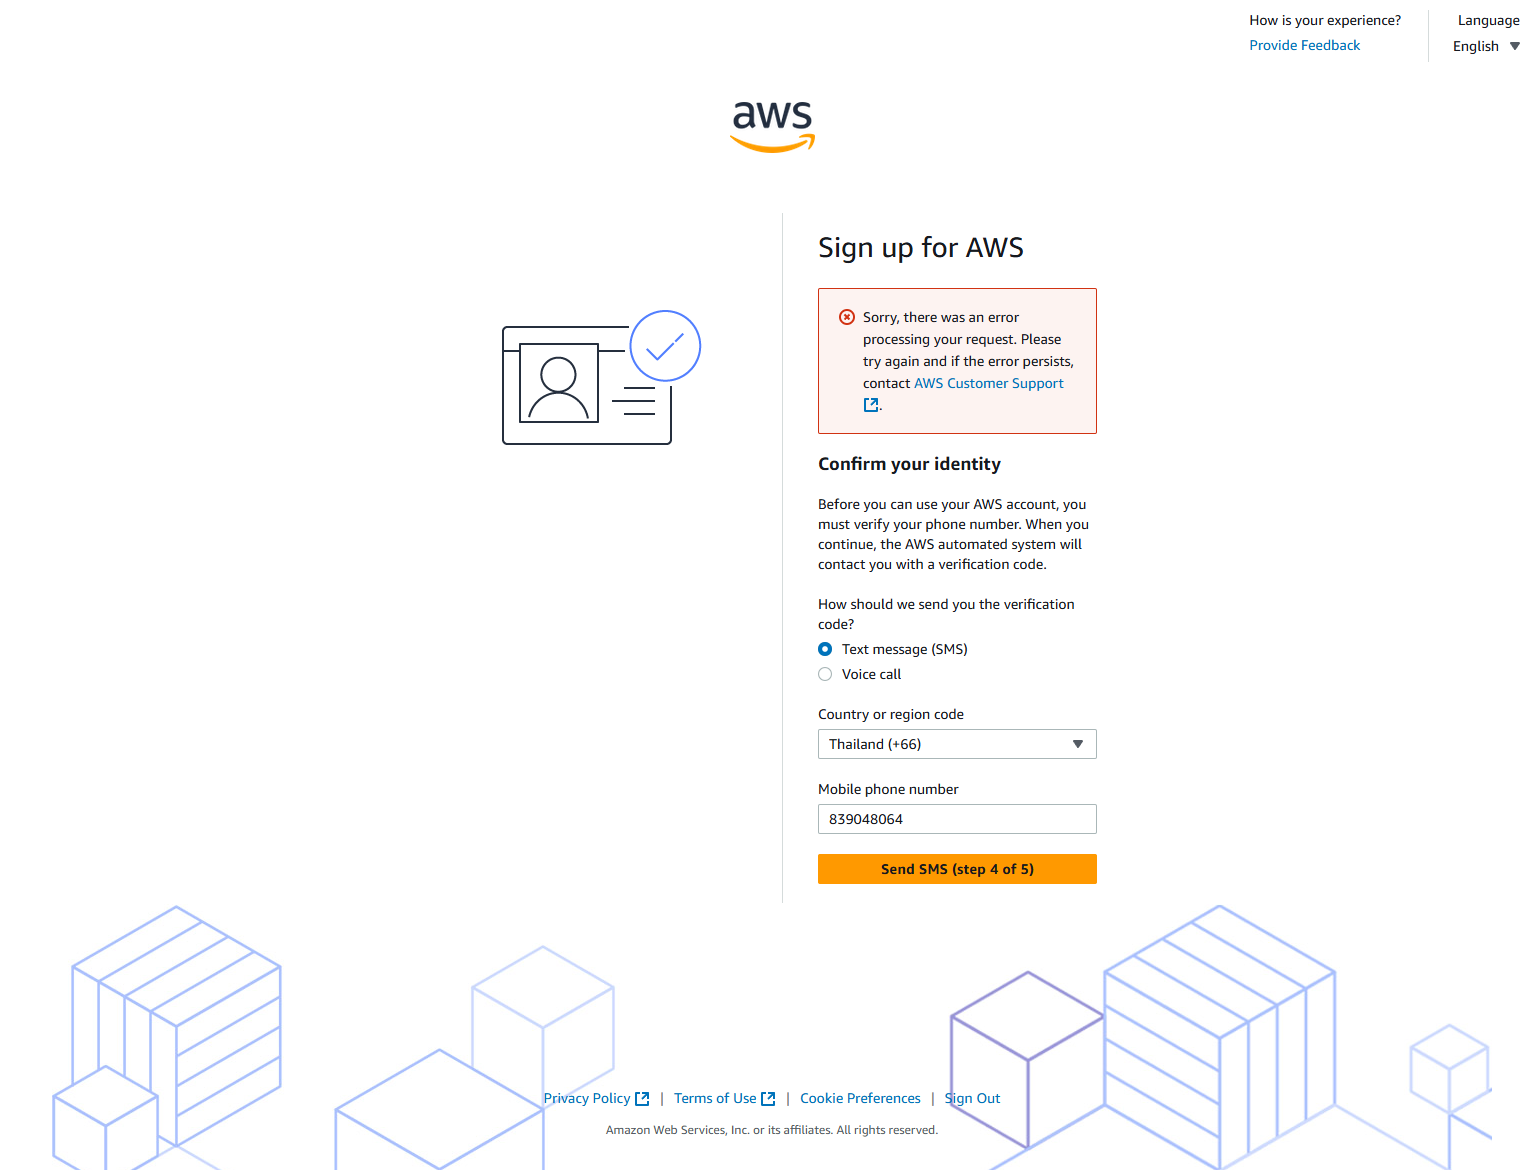 How is your experience?
Provide Feedback
Language
English
aws
Sign up for AWS
Sorry, there was an error
processing your request. Please
try again and if the error persists,
contact AWS Customer Support
.
Confirm your identity
Before you can use your AWS account, you
must verify your phone number. When you
continue, the AWS automated system will
contact you with a verification code.
How should we send you the verification
code?
Text message (SMS)
Voice call
Country or region code
Thailand (+66)
Mobile phone number
839048064
Send SMS (step 4 of 5)
Privacy Policy | Terms of Use | Cookie Preferences | Sign Out
Amazon Web Services, Inc. or its affiliates. All rights reserved.